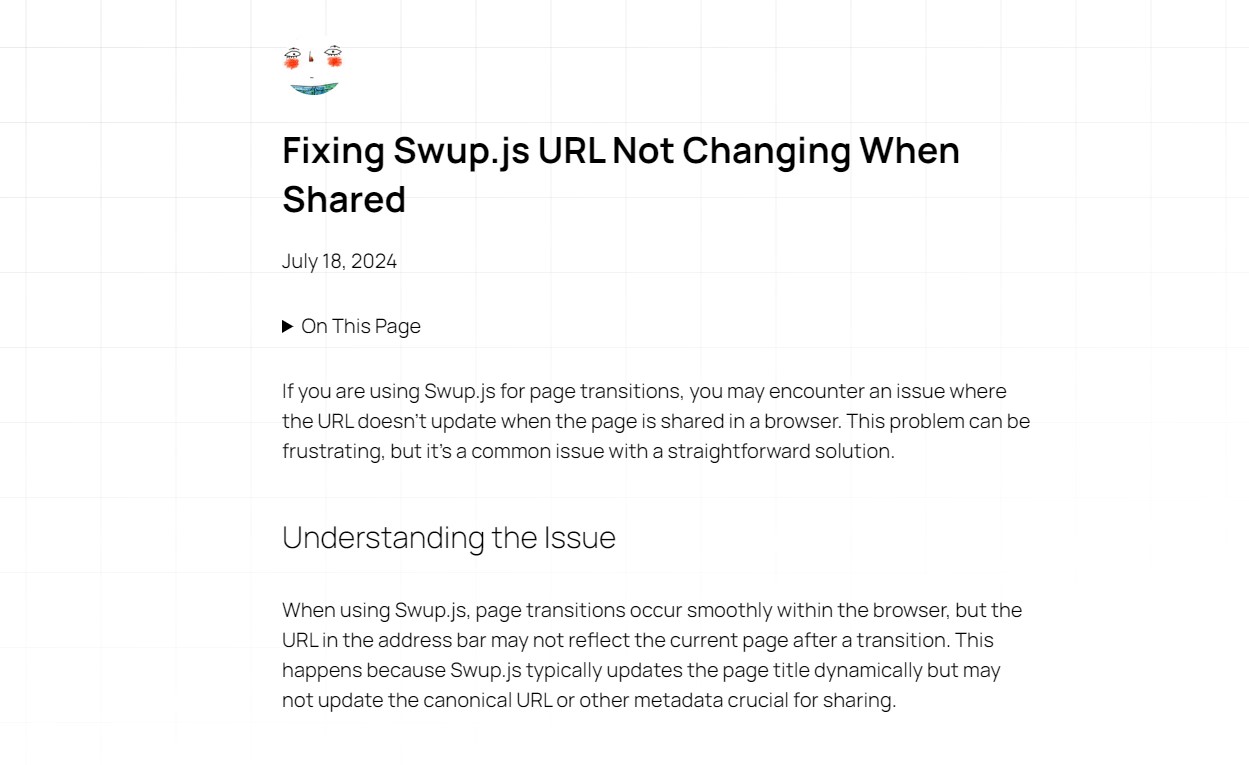 Fixing Swup.js URL Not Changing When
Shared
July 18, 2024
On This Page
If you are using Swup.js for page transitions, you may encounter an issue where
the URL doesn’t update when the page is shared in a browser. This problem can be
frustrating, but it’s a common issue with a straightforward solution.
Understanding the Issue
When using Swup.js, page transitions occur smoothly within the browser, but the
URL in the address bar may not reflect the current page after a transition. This
happens because Swup.js typically updates the page title dynamically but may
not update the canonical URL or other metadata crucial for sharing.